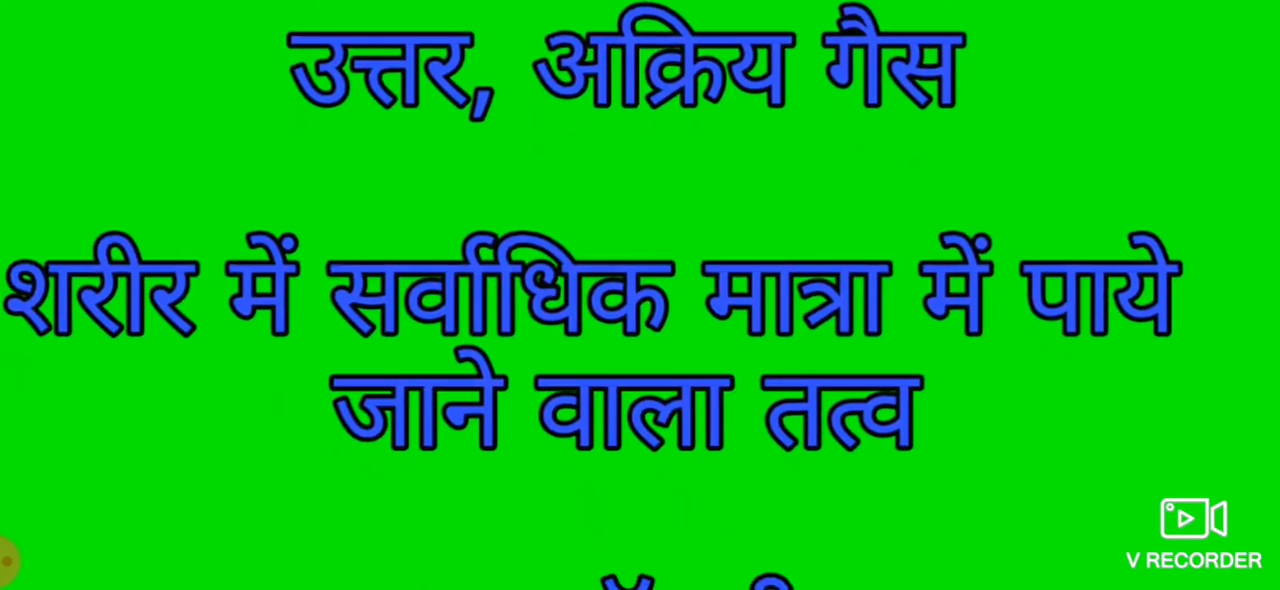 उत्तर, अक्रिय गैस
शरीर में सर्वाधिक मात्रा में पाये
जाने वाला तत्व
V RECORDER